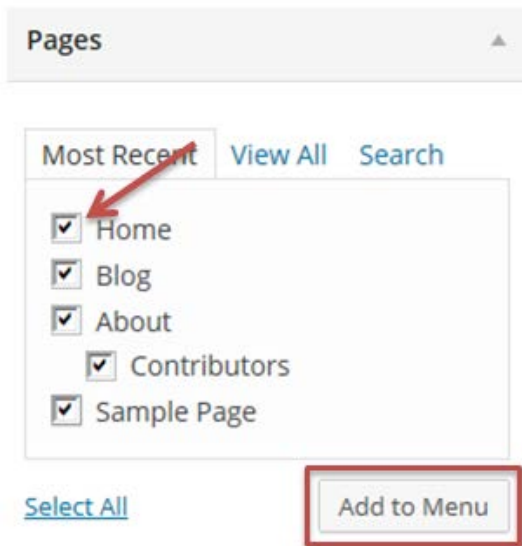 Pages
Most Recent View All Search
Home
Blog
About
Contributors
Sample Page
Select All Add to Menu